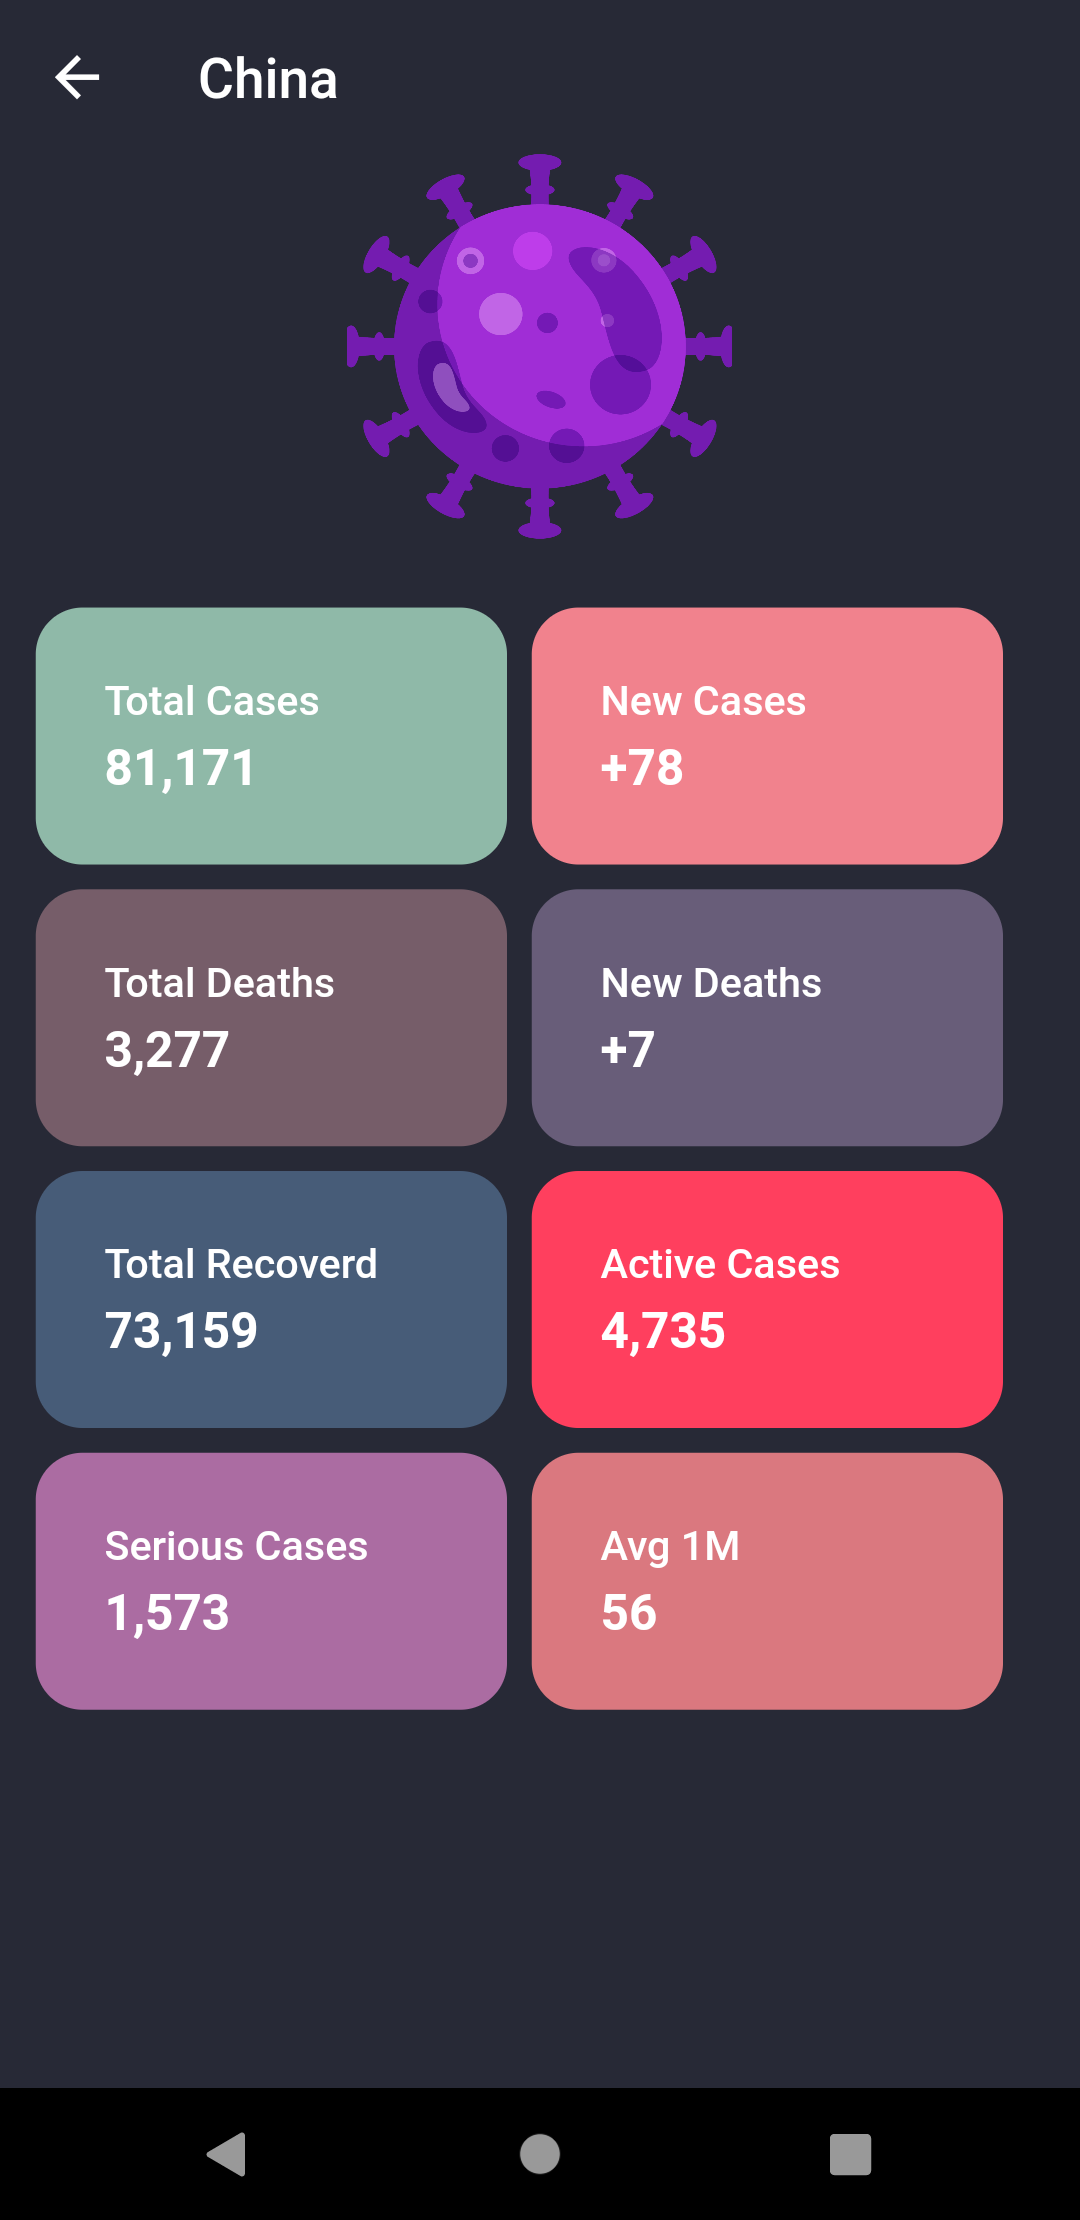 China
Total Cases
81,171
New Cases
+78
Total Deaths
3,277
New Deaths
+7
Total Recoverd
73,159
Active Cases
4,735
Serious Cases
1,573
Avg 1M
56